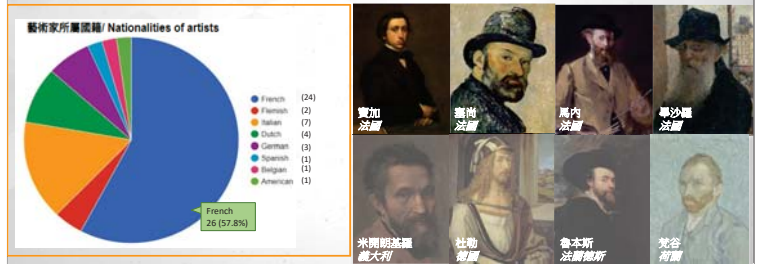 藝術家所屬國籍/ Nationalities of artists
French (24)
Flemish (2)
Italian (7)
Dutch (4)
German (3)
Spanish (1)
Belgian (1)
American (1)
French
26 (57.8%)
竇加
法國
塞尚
法國
馬內
法國
畢沙羅
法國
米開朗基羅
義大利
杜勒
德國
魯本斯
法蘭德斯
梵谷
荷蘭